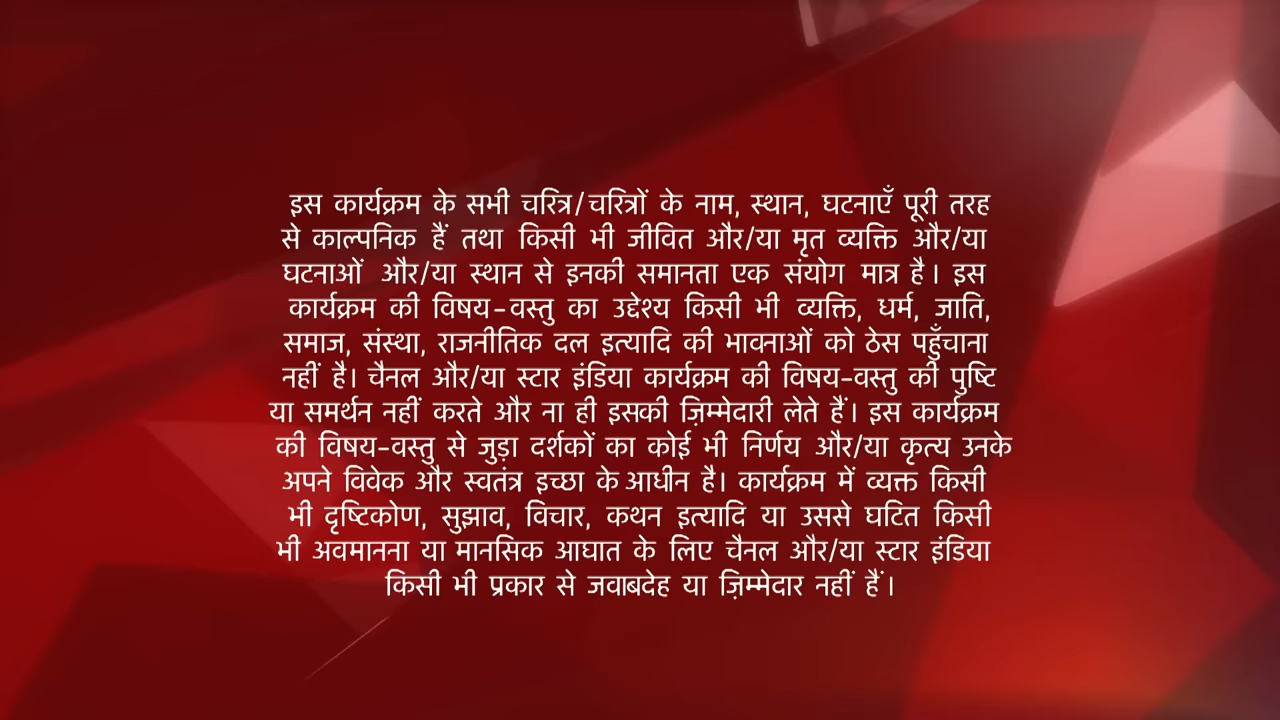 इस कार्यक्रम के सभी चरित्र/चरित्रों के नाम, स्थान, घटनाएँ पूरी तरह
से काल्पनिक हैं तथा किसी भी जीवित और/या मृत व्यक्ति और/या
घटनाओं और/या स्थान से इनकी समानता एक संयोग मात्र है। इस
कार्यक्रम की विषय-वस्तु का उद्देश्य किसी भी व्यक्ति, धर्म, जाति,
समाज, संस्था, राजनीतिक दल इत्यादि की भावनाओं को ठेस पहुँचाना
नहीं है। चैनल और/या स्टार इंडिया कार्यक्रम की विषय-वस्तु की पुष्टि
या समर्थन नहीं करते और ना ही इसकी ज़िम्मेदारी लेते हैं। इस कार्यक्रम
की विषय-वस्तु से जुड़ा दर्शकों का कोई भी निर्णय और/या कृत्य उनके
अपने विवेक और स्वतंत्र इच्छा के आधीन है। कार्यक्रम में व्यक्त किसी
भी दृष्टिकोण, सुझाव, विचार, कथन इत्यादि या उससे घटित किसी
भी अवमानना या मानसिक आघात के लिए चैनल और/या स्टार इंडिया
किसी भी प्रकार से जवाबदेह या ज़िम्मेदार नहीं हैं।